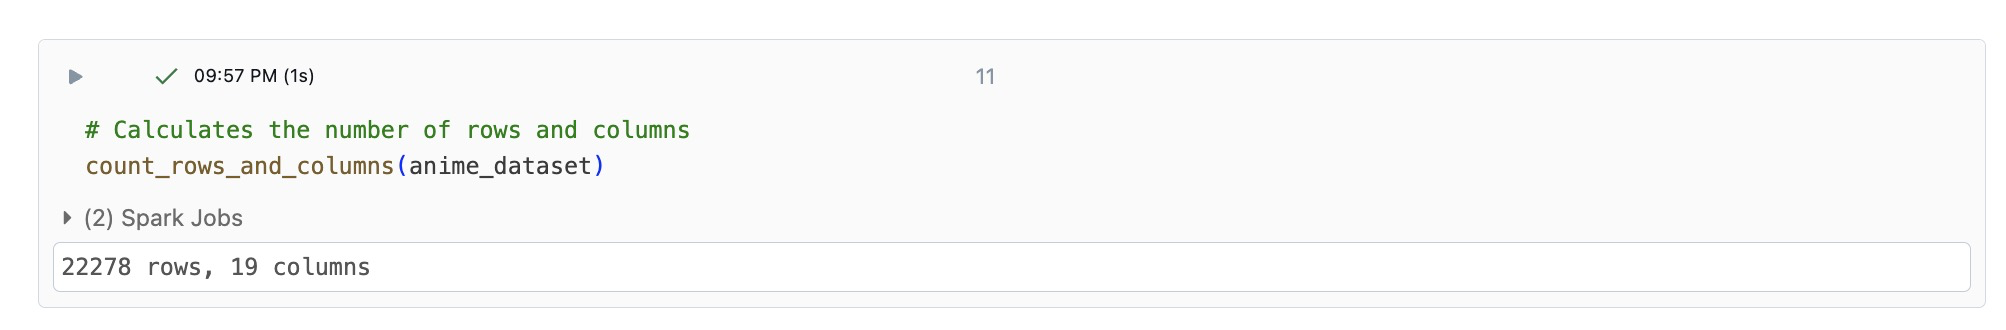 09:57 PM (1s) 11
# Calculates the number of rows and columns
count_rows_and_columns(anime_dataset)
(2) Spark Jobs
22278 rows, 19 columns